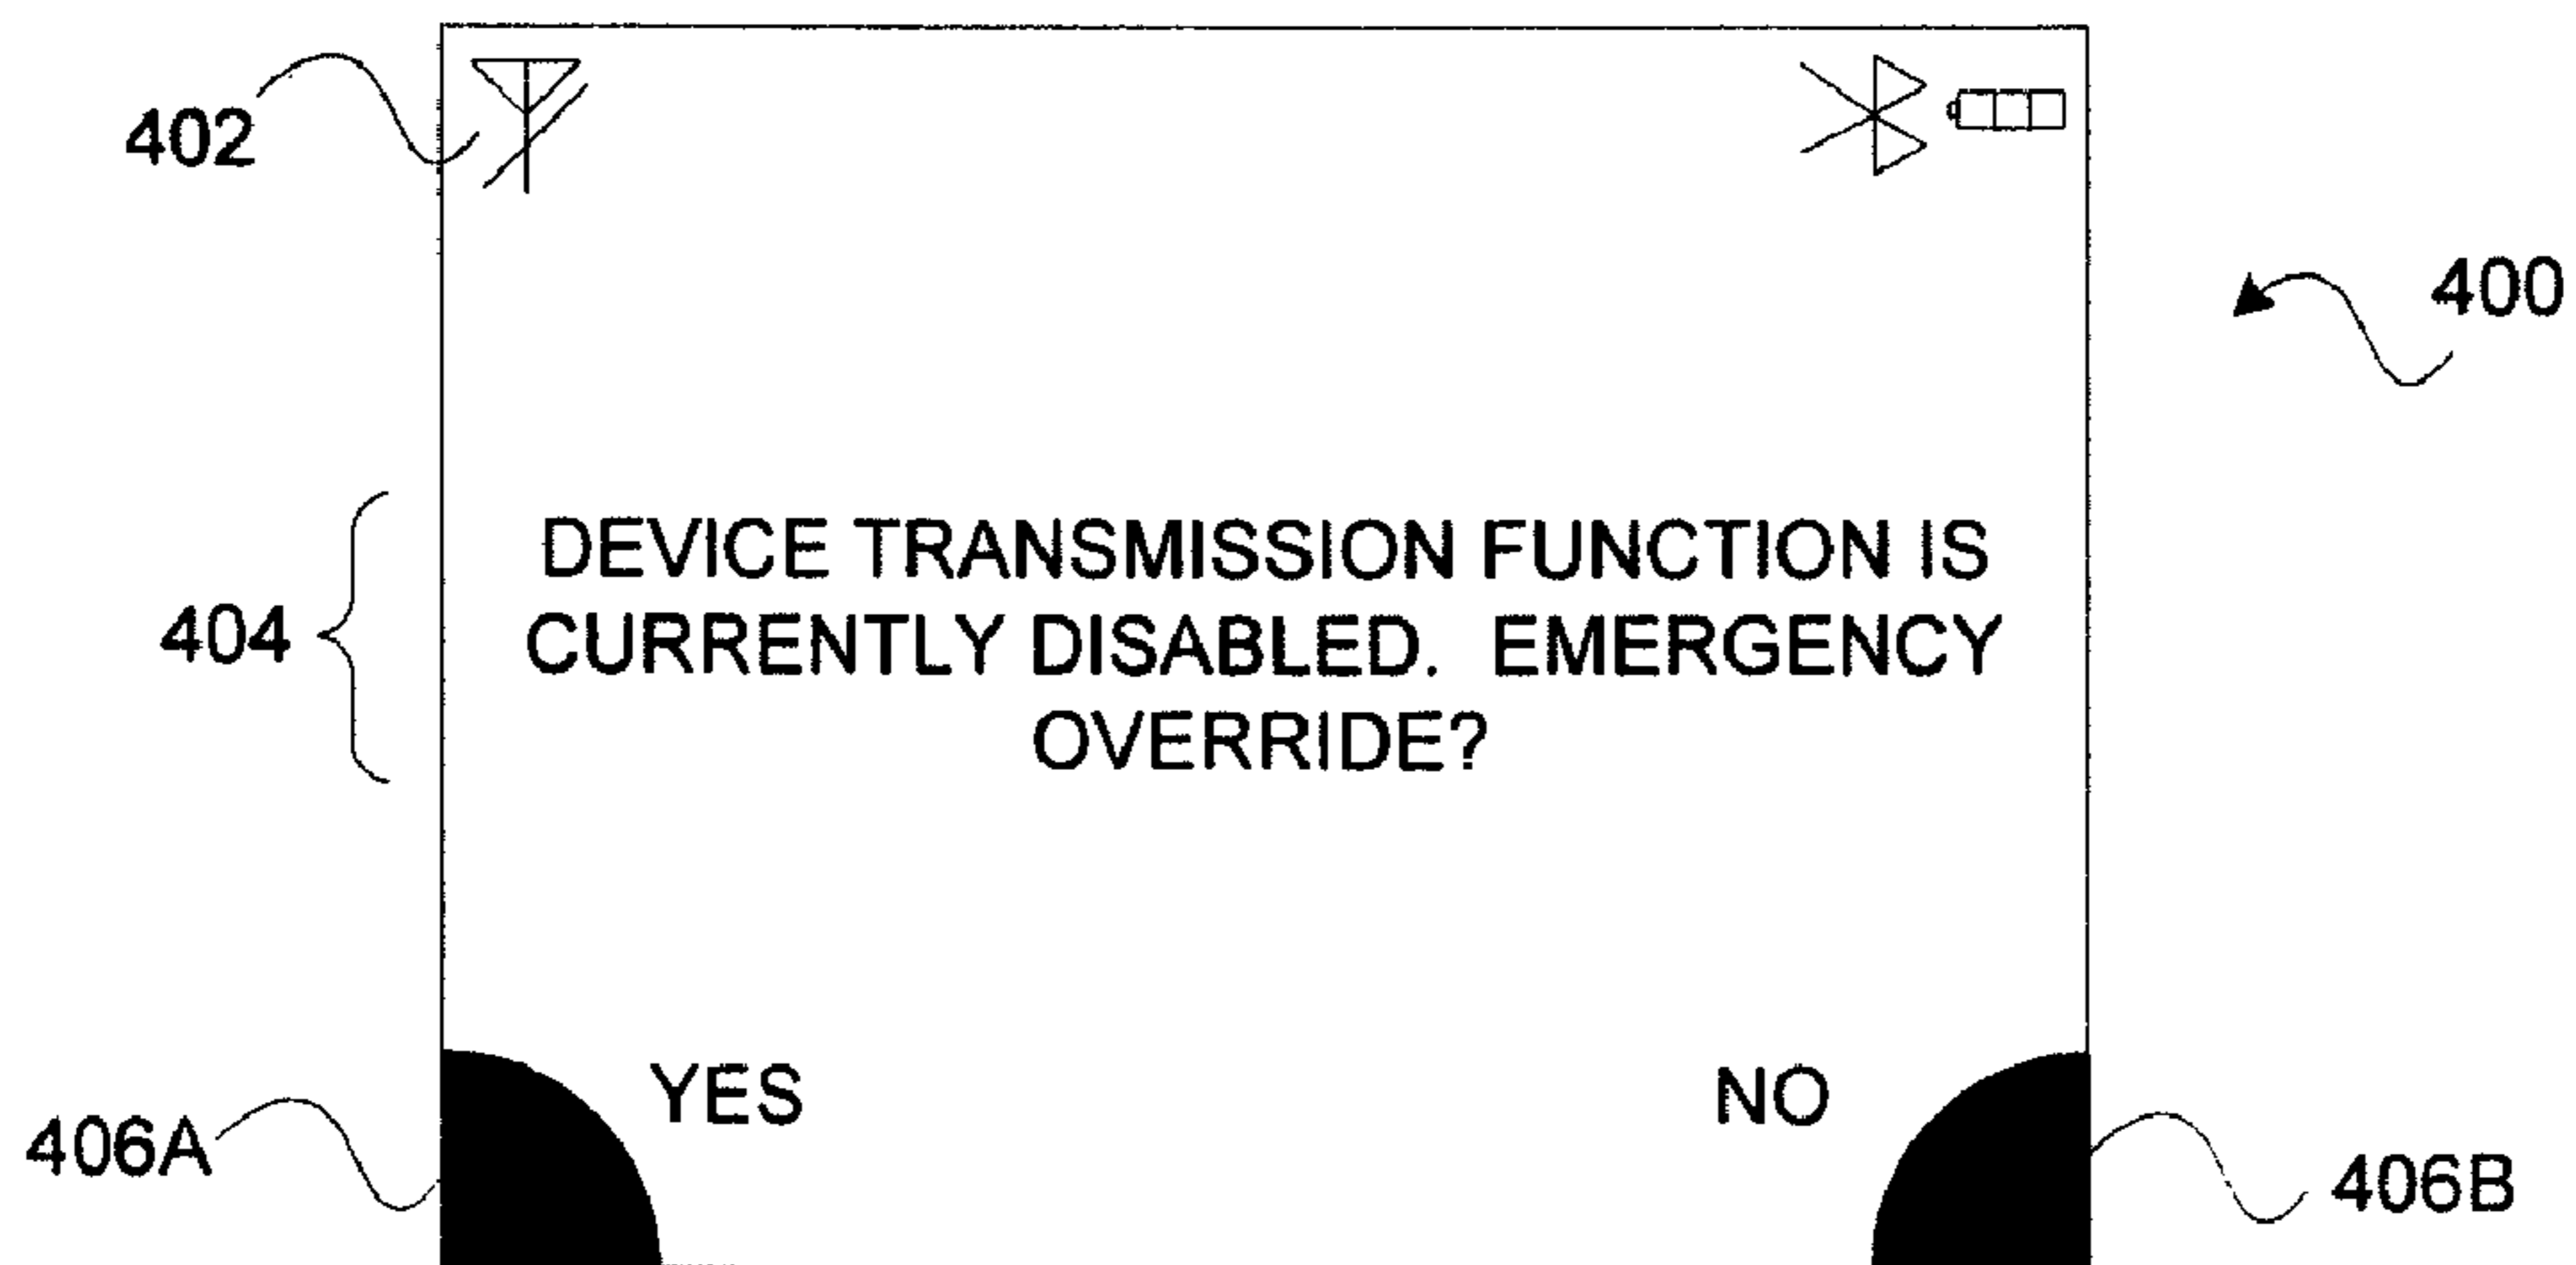 402
400
404
DEVICE TRANSMISSION FUNCTION IS
CURRENTLY DISABLED. EMERGENCY
OVERRIDE?
YES
NO
406A
406B